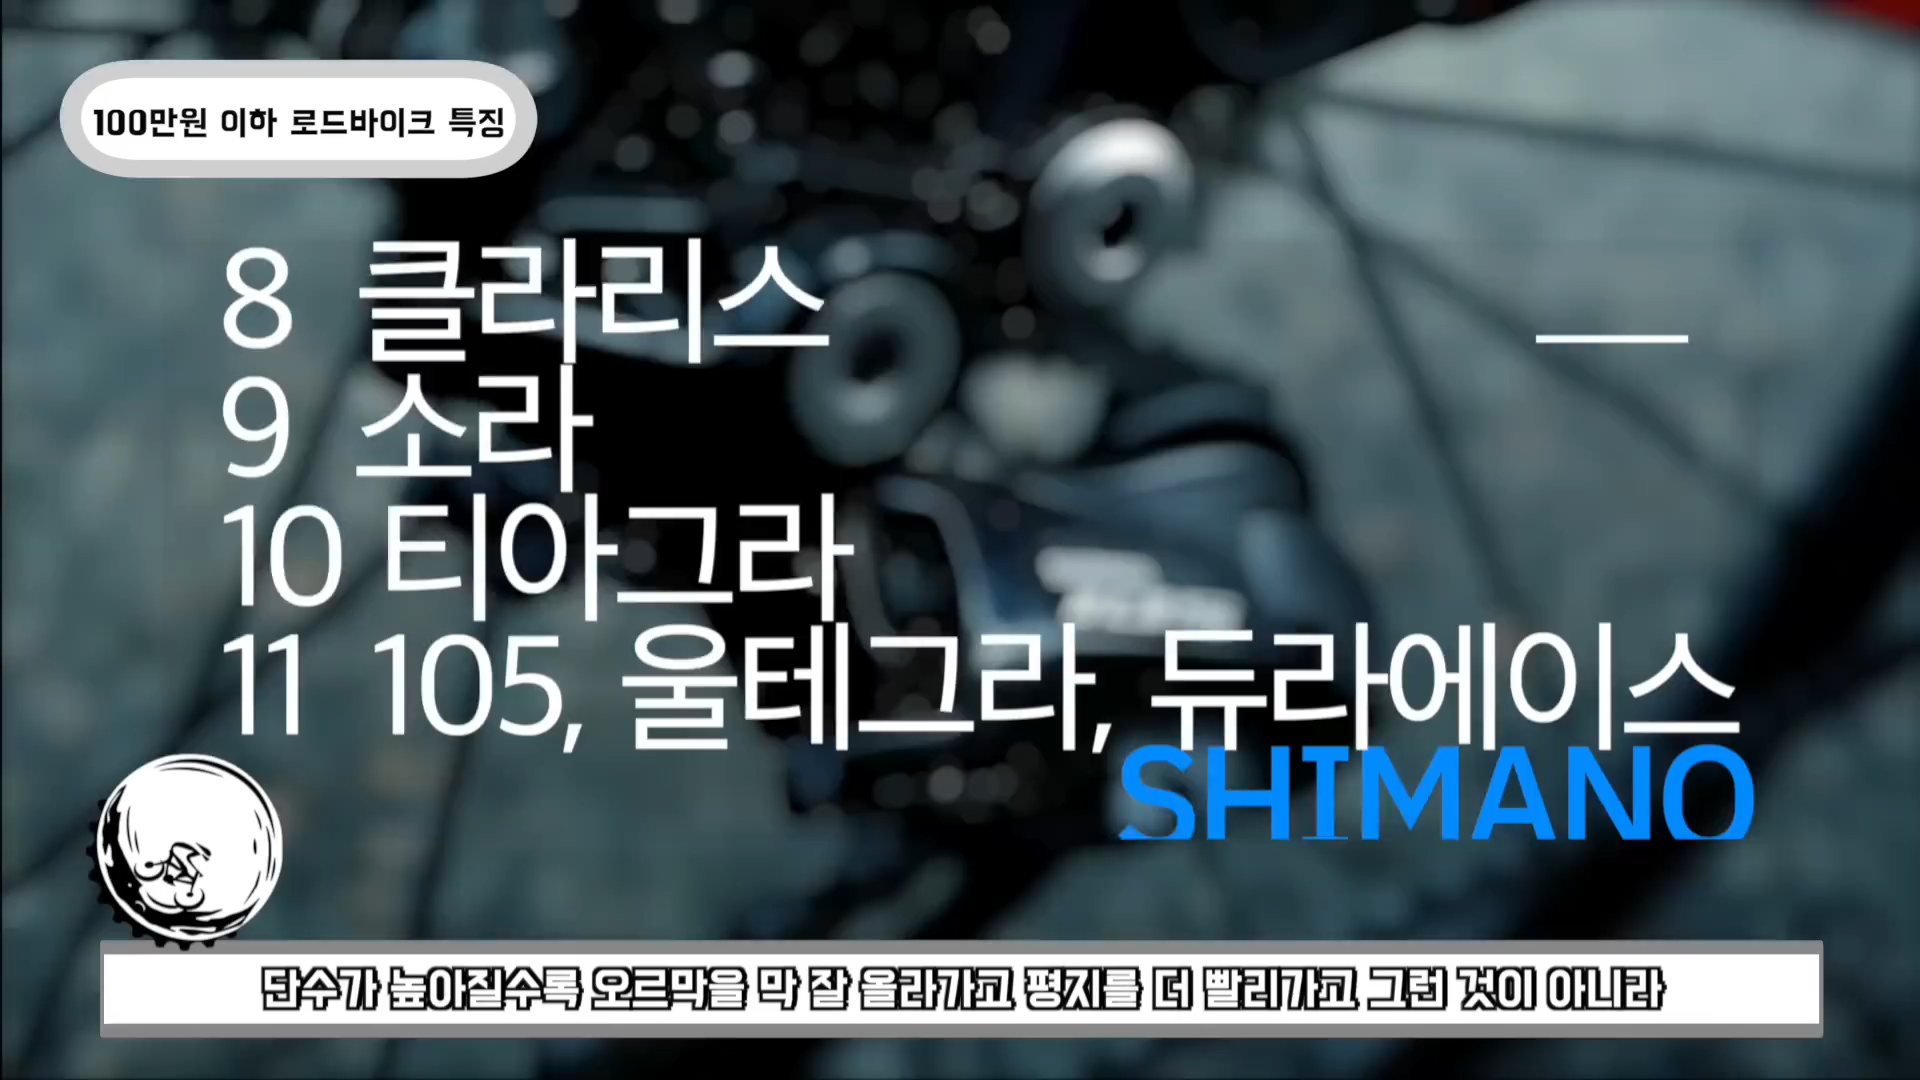 100만원 이하 로드바이크 특징
8 클라리스
9 소라
10 티아그라
11 105, 울테그라, 듀라에이스
SHIMANO
단수가 높아질수록 오르막을 막 잘 올라가고 평지를 더 빨리가고 그런 것이 아니라